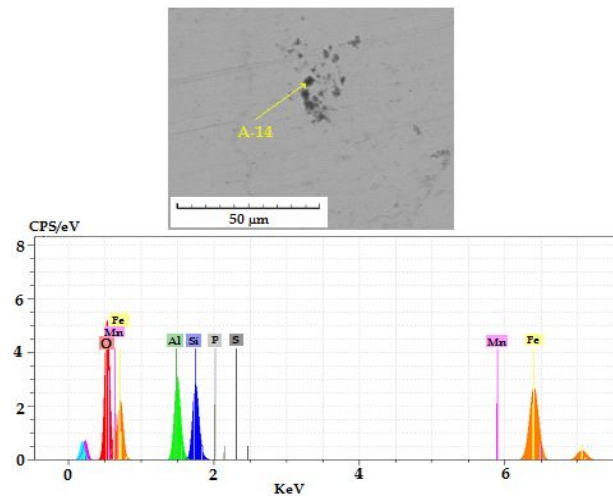 A-14
50 µm
CPS/eV
8
6
4
2
0
Fe
Mn
O
Al Si P S
Mn Fe
0 2 4 6
KeV